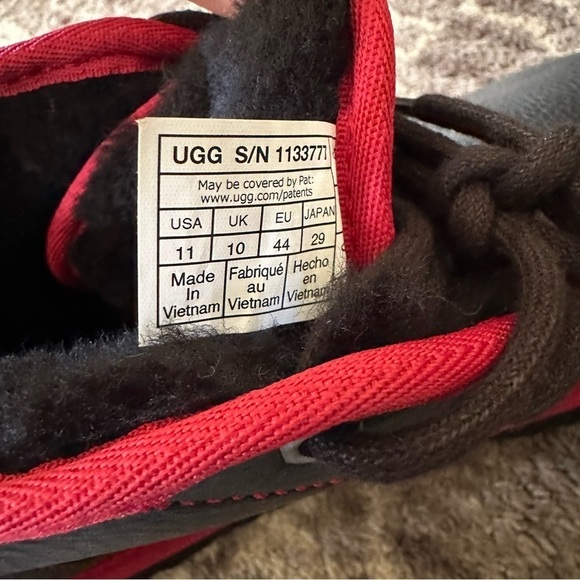 UGG S/N 1133777
May be covered by Pat:
www.ugg.com/patents
USA UK EU JAPAN
11 10 44 29
Made Fabriqué Hecho
In au en
Vietnam Vietnam Vietnam